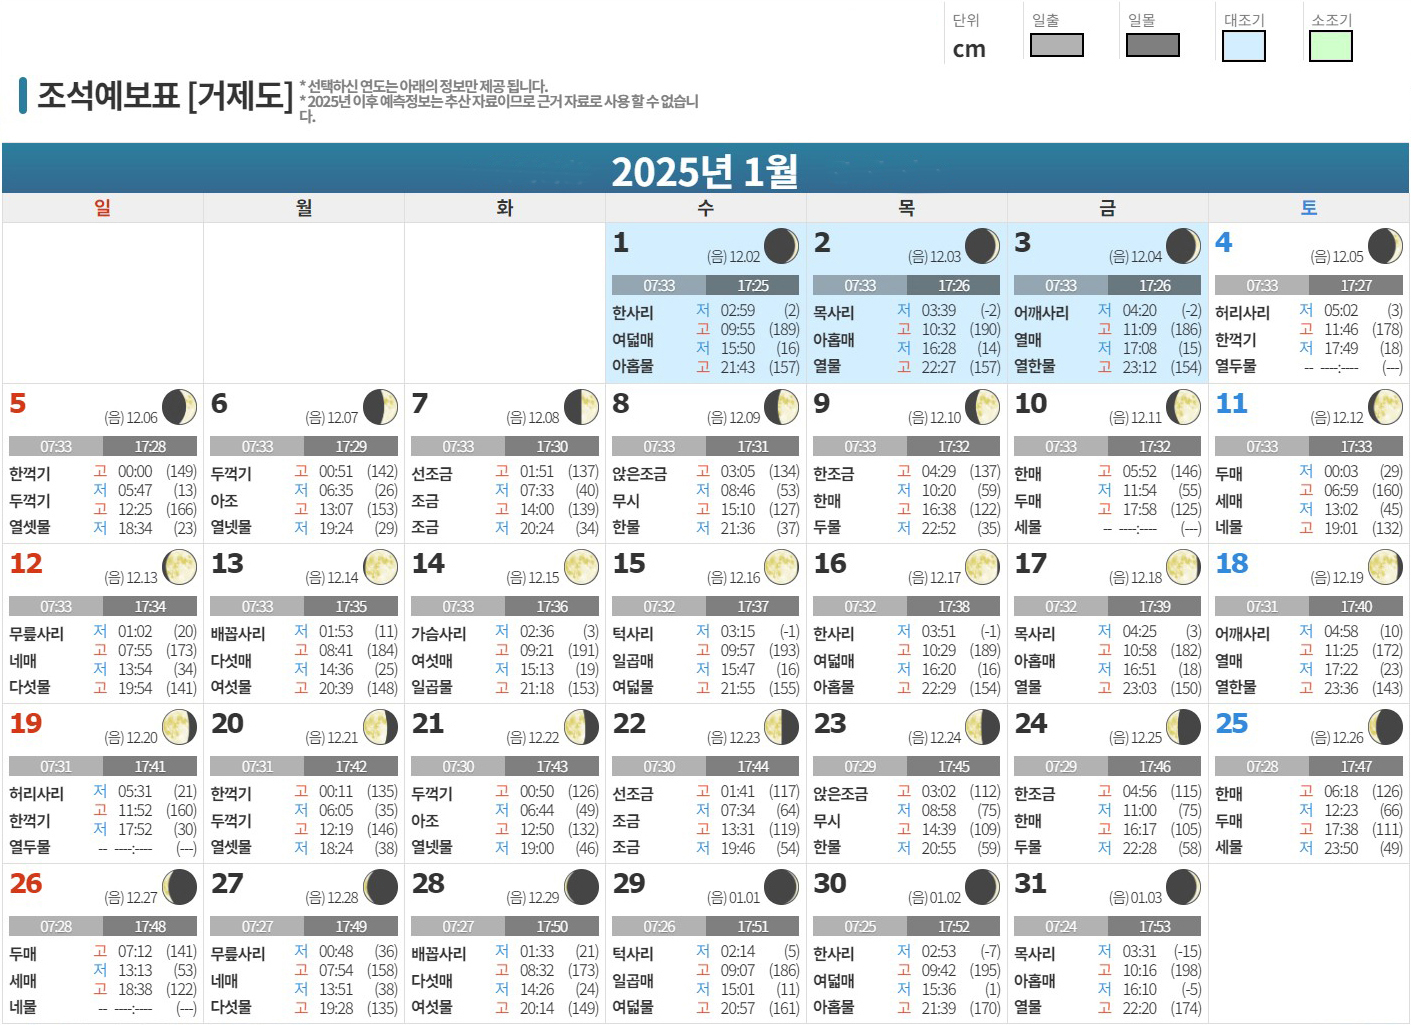 단위 일출 일몰 대조기 소조기
cm
조석예보표 [거제도]
* 선택하신 연도는 아래의 정보만 제공 됩니다.
* 2025년 이후 예측정보는 추산 자료이므로 근거 자료로 사용 할 수 없습니
다.
2025년 1월
일 월 화 수 목 금 토
1 (음) 12.02
07:33 17:25
한사리 여덟매 아홉물
저 02:59 (2)
고 09:55 (189)
저 15:50 (16)
고 21:43 (157)
2 (음) 12.03
07:33 17:26
목사리 아홉매 열물
저 03:39 (-2)
고 10:32 (190)
저 16:28 (14)
고 22:27 (157)
3 (음) 12.04
07:33 17:26
어깨사리 열매 열한물
저 04:20 (-2)
고 11:09 (186)
저 17:08 (15)
고 23:12 (154)
4 (음) 12.05
07:33 17:27
허리사리 한꺽기 열두물
저 05:02 (3)
고 11:46 (178)
저 17:49 (18)
-- ----:---- (---)
5 (음) 12.06
07:33 17:28
한꺽기 두꺽기 열셋물
고 00:00 (149)
저 05:47 (13)
고 12:25 (166)
저 18:34 (23)
6 (음) 12.07
07:33 17:29
두꺽기 아조 열넷물
고 00:51 (142)
저 06:35 (26)
고 13:07 (153)
저 19:24 (29)
7 (음) 12.08
07:33 17:30
선조금 조금 조금
고 01:51 (137)
저 07:33 (40)
고 14:00 (139)
저 20:24 (34)
8 (음) 12.09
07:33 17:31
앉은조금 무시 한물
고 03:05 (134)
저 08:46 (53)
고 15:10 (127)
저 21:36 (37)
9 (음) 12.10
07:33 17:32
한조금 한매 두물
고 04:29 (137)
저 10:20 (59)
고 16:38 (122)
저 22:52 (35)
10 (음) 12.11
07:33 17:32
한매 두매 세물
고 05:52 (146)
저 11:54 (55)
고 17:58 (125)
-- ----:---- (---)
11 (음) 12.12
07:33 17:33
두매 세매 네물
저 00:03 (29)
고 06:59 (160)
저 13:02 (45)
고 19:01 (132)
12 (음) 12.13
07:33 17:34
무릎사리 네매 다섯물
저 01:02 (20)
고 07:55 (173)
저 13:54 (34)
고 19:54 (141)
13 (음) 12.14
07:33 17:35
배꼽사리 다섯매 여섯물
저 01:53 (11)
고 08:41 (184)
저 14:36 (25)
고 20:39 (148)
14 (음) 12.15
07:33 17:36
가슴사리 여섯매 일곱물
저 02:36 (3)
고 09:21 (191)
저 15:13 (19)
고 21:18 (153)
15 (음) 12.16
07:32 17:37
턱사리 일곱매 여덟물
저 03:15 (-1)
고 09:57 (193)
저 15:47 (16)
고 21:55 (155)
16 (음) 12.17
07:32 17:38
한사리 여덟매 아홉물
저 03:51 (-1)
고 10:29 (189)
저 16:20 (16)
고 22:29 (154)
17 (음) 12.18
07:32 17:39
목사리 아홉매 열물
저 04:25 (3)
고 10:58 (182)
저 16:51 (18)
고 23:03 (150)
18 (음) 12.19
07:31 17:40
어깨사리 열매 열한물
저 04:58 (10)
고 11:25 (172)
저 17:22 (23)
고 23:36 (143)
19 (음) 12.20
07:31 17:41
허리사리 한꺽기 열두물
저 05:31 (21)
고 11:52 (160)
저 17:52 (30)
-- ----:---- (---)
20 (음) 12.21
07:31 17:42
한꺽기 두꺽기 열셋물
고 00:11 (135)
저 06:05 (35)
고 12:19 (146)
저 18:24 (38)
21 (음) 12.22
07:30 17:43
두꺽기 아조 열넷물
고 00:50 (126)
저 06:44 (49)
고 12:50 (132)
저 19:00 (46)
22 (음) 12.23
07:30 17:44
선조금 조금 조금
고 01:41 (117)
저 07:34 (64)
고 13:31 (119)
저 19:46 (54)
23 (음) 12.24
07:29 17:45
앉은조금 무시 한물
고 03:02 (112)
저 08:58 (75)
고 14:39 (109)
저 20:55 (59)
24 (음) 12.25
07:29 17:46
한조금 한매 두물
고 04:56 (115)
저 11:00 (75)
고 16:17 (105)
저 22:28 (58)
25 (음) 12.26
07:28 17:47
한매 두매 세물
고 06:18 (126)
저 12:23 (66)
고 17:38 (111)
저 23:50 (49)
26 (음) 12.27
07:28 17:48
두매 세매 네물
고 07:12 (141)
저 13:13 (53)
고 18:38 (122)
-- ----:---- (---)
27 (음) 12.28
07:27 17:49
무릎사리 네매 다섯물
저 00:48 (36)
고 07:54 (158)
저 13:51 (38)
고 19:28 (135)
28 (음) 12.29
07:27 17:50
배꼽사리 다섯매 여섯물
저 01:33 (21)
고 08:32 (173)
저 14:26 (24)
고 20:14 (149)
29 (음) 01.01
07:26 17:51
턱사리 일곱매 여덟물
저 02:14 (5)
고 09:07 (186)
저 15:01 (11)
고 20:57 (161)
30 (음) 01.02
07:25 17:52
한사리 여덟매 아홉물
저 02:53 (-7)
고 09:42 (195)
저 15:36 (1)
고 21:39 (170)
31 (음) 01.03
07:24 17:53
목사리 아홉매 열물
저 03:31 (-15)
고 10:16 (198)
저 16:10 (-5)
고 22:20 (174)